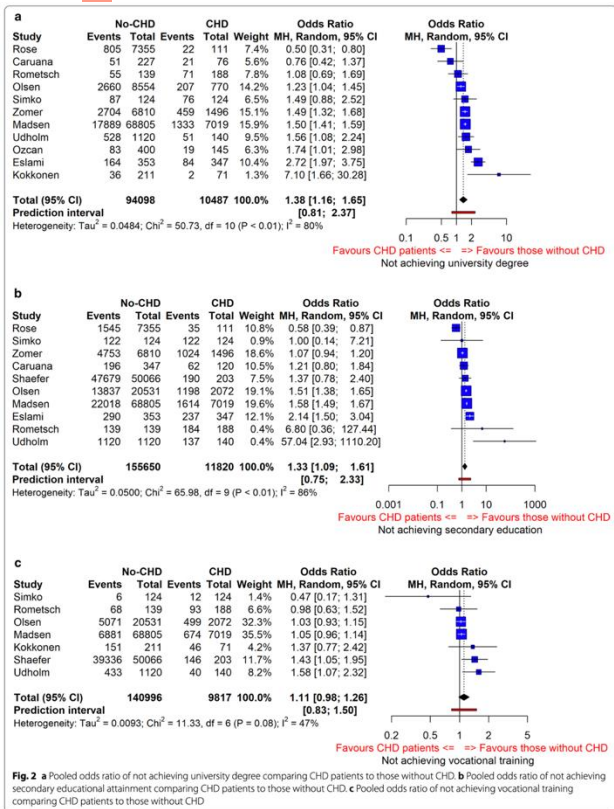 a
No-CHD CHD Odds Ratio Odds Ratio
Study Events Total Events Total Weight MH, Random, 95% CI MH, Random, 95% CI
Rose 805 7355 22 111 7.4% 0.50 [0.31; 0.80]
Caruana 51 227 21 76 6.4% 0.76 [0.42; 1.37]
Rometsch 55 139 71 188 8.0% 1.08 [0.69; 1.69]
Olsen 2660 8554 207 770 14.2% 1.23 [1.04; 1.45]
Simko 87 124 76 124 6.9% 1.49 [0.88; 2.52]
Zomer 2704 6810 459 1496 14.9% 1.49 [1.32; 1.68]
Madsen 17889 68805 1333 7019 15.5% 1.50 [1.41; 1.59]
Udholm 528 1120 51 140 9.8% 1.56 [1.08; 2.24]
Ozcan 83 400 19 145 6.8% 1.74 [1.01; 2.98]
Eslami 164 353 84 347 10.7% 2.72 [1.97; 3.75]
Kokkonen 36 211 2 71 1.6% 7.10 [1.66; 30.28]
Total (95% CI) 94098 10487 100.0% 1.38 [1.16; 1.65]
Prediction interval [0.81; 2.37]
Heterogeneity: Tau² = 0.0484; Chi² = 50.73, df = 10 (P < 0.01); I² = 80%
0.1 0.5 1 2 10
Favours CHD patients <= => Favours those without CHD
Not achieving university degree
b
No-CHD CHD Odds Ratio Odds Ratio
Study Events Total Events Total Weight MH, Random, 95% CI MH, Random, 95% CI
Rose 1545 7355 35 111 10.8% 0.58 [0.39; 0.87]
Simko 122 124 122 124 0.9% 1.00 [0.14; 7.21]
Zomer 4753 6810 1024 1496 18.0% 1.07 [0.94; 1.20]
Caruana 196 347 62 120 10.6% 1.21 [0.80; 1.84]
Shaefer 47679 50066 190 203 7.5% 1.37 [0.78; 2.40]
Olsen 13837 20531 1198 2072 19.1% 1.51 [1.38; 1.65]
Madsen 22018 68805 1614 7019 19.6% 1.58 [1.49; 1.67]
Eslami 290 353 237 347 12.1% 2.14 [1.50; 3.04]
Rometsch 139 139 184 188 0.4% 6.80 [0.36; 127.44]
Udholm 1120 1120 137 140 0.4% 57.04 [2.93; 1110.20]
Total (95% CI) 155650 11820 100.0% 1.33 [1.09; 1.61]
Prediction interval [0.75; 2.33]
Heterogeneity: Tau² = 0.0500; Chi² = 65.98, df = 9 (P < 0.01); I² = 86%
0.001 0.1 1 10 1000
Favours CHD patients <= => Favours those without CHD
Not achieving secondary education
c
No-CHD CHD Odds Ratio Odds Ratio
Study Events Total Events Total Weight MH, Random, 95% CI MH, Random, 95% CI
Simko 6 124 12 124 1.4% 0.47 [0.17; 1.31]
Rometsch 68 139 93 188 6.6% 0.98 [0.63; 1.52]
Olsen 5071 20531 499 2072 32.3% 1.03 [0.93; 1.15]
Madsen 6881 68805 674 7019 35.5% 1.05 [0.96; 1.14]
Kokkonen 151 211 46 71 4.2% 1.37 [0.77; 2.42]
Shaefer 39336 50066 146 203 11.7% 1.43 [1.05; 1.95]
Udholm 433 1120 40 140 8.2% 1.58 [1.07; 2.32]
Total (95% CI) 140996 9817 100.0% 1.11 [0.98; 1.26]
Prediction interval [0.83; 1.50]
Heterogeneity: Tau² = 0.0093; Chi² = 11.33, df = 6 (P = 0.08); I² = 47%
0.2 0.5 1 2 5
Favours CHD patients <= => Favours those without CHD
Not achieving vocational training
Fig. 2 a Pooled odds ratio of not achieving university degree comparing CHD patients to those without CHD. b Pooled odds ratio of not achieving
secondary educational attainment comparing CHD patients to those without CHD. c Pooled odds ratio of not achieving vocational training
comparing CHD patients to those without CHD